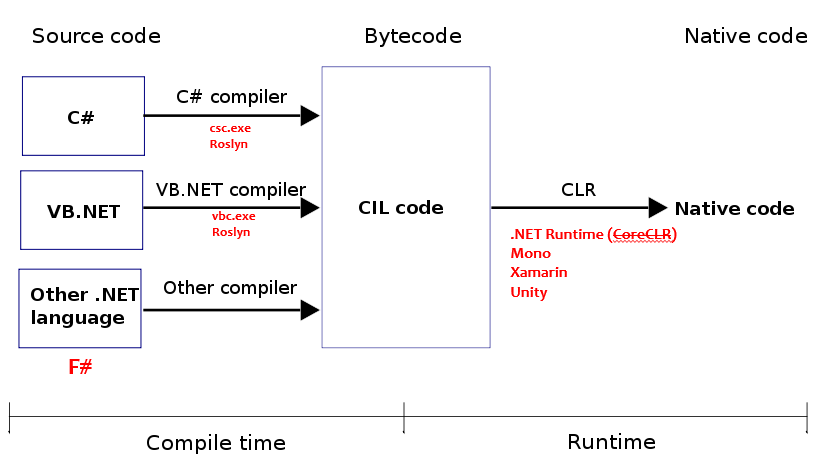 Source code
Bytecode
Native code
C#
C# compiler
csc.exe
Roslyn
VB.NET
VB.NET compiler
vbc.exe
Roslyn
Other .NET
language
Other compiler
F#
CIL code
CLR
.NET Runtime (CoreCLR)
Mono
Xamarin
Unity
Native code
Compile time
Runtime